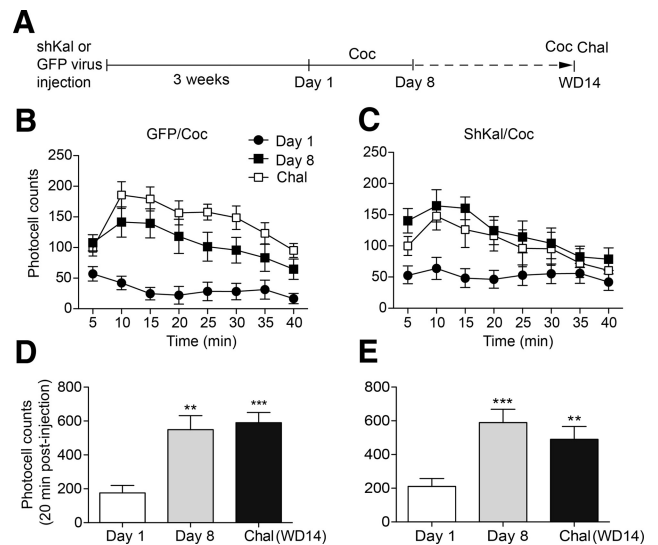 A
shKal or
GFP virus
injection
3 weeks
Coc
Day 1
Day 8
Coc Chal
WD14
B
GFP/Coc
Day 1
Day 8
Chal
Photocell counts
250
200
150
100
50
0
5 10 15 20 25 30 35 40
Time (min)
C
ShKal/Coc
250
200
150
100
50
0
5 10 15 20 25 30 35 40
Time (min)
D
Photocell counts
(20 min post-injection)
800
600
400
200
0
**
***
Day 1 Day 8 Chal(WD14)
E
800
600
400
200
0
***
**
Day 1 Day 8 Chal(WD14)